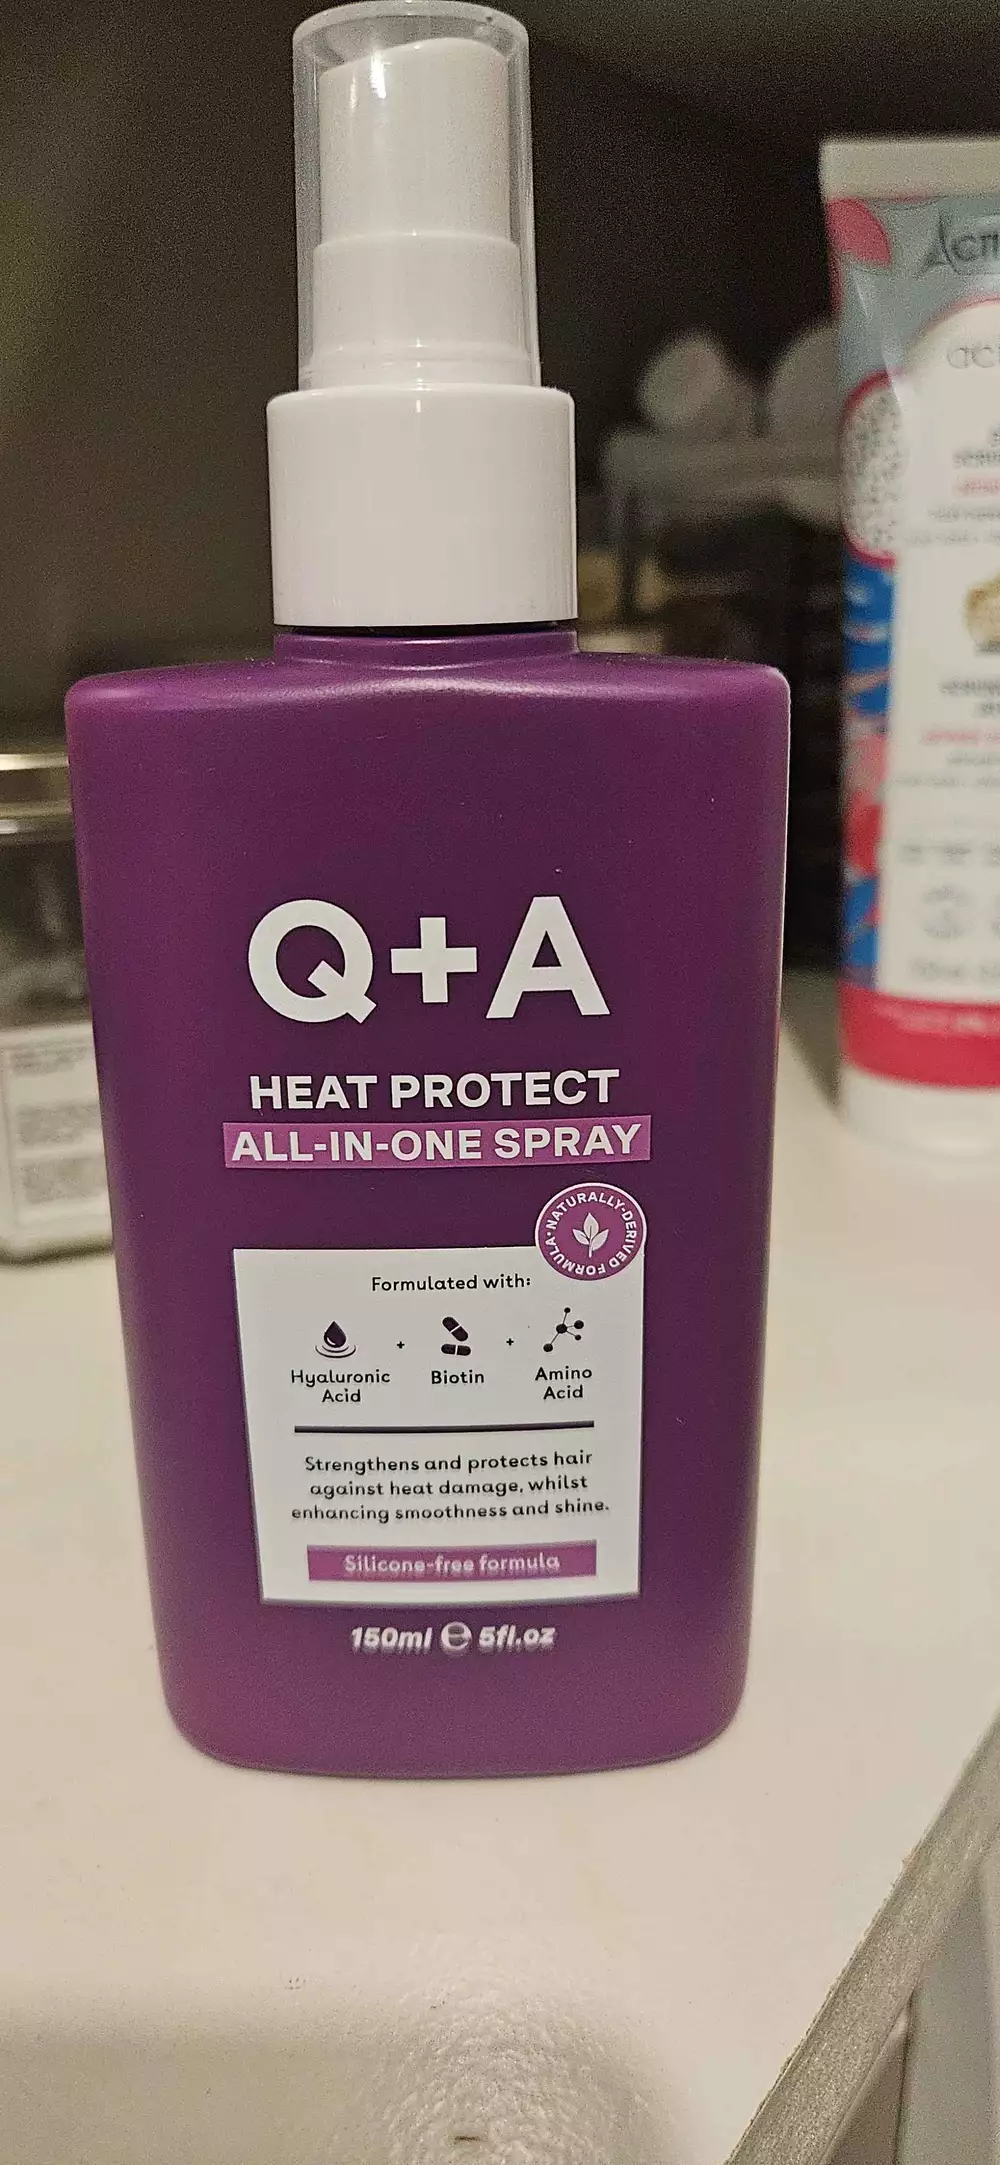 Q+A
HEAT PROTECT
ALL-IN-ONE SPRAY
NATURALLY-DERIVED FORMULA
Formulated with:
Hyaluronic Acid + Biotin + Amino Acid
Strengthens and protects hair
against heat damage, whilst
enhancing smoothness and shine.
Silicone-free formula
150ml e 5fl.oz